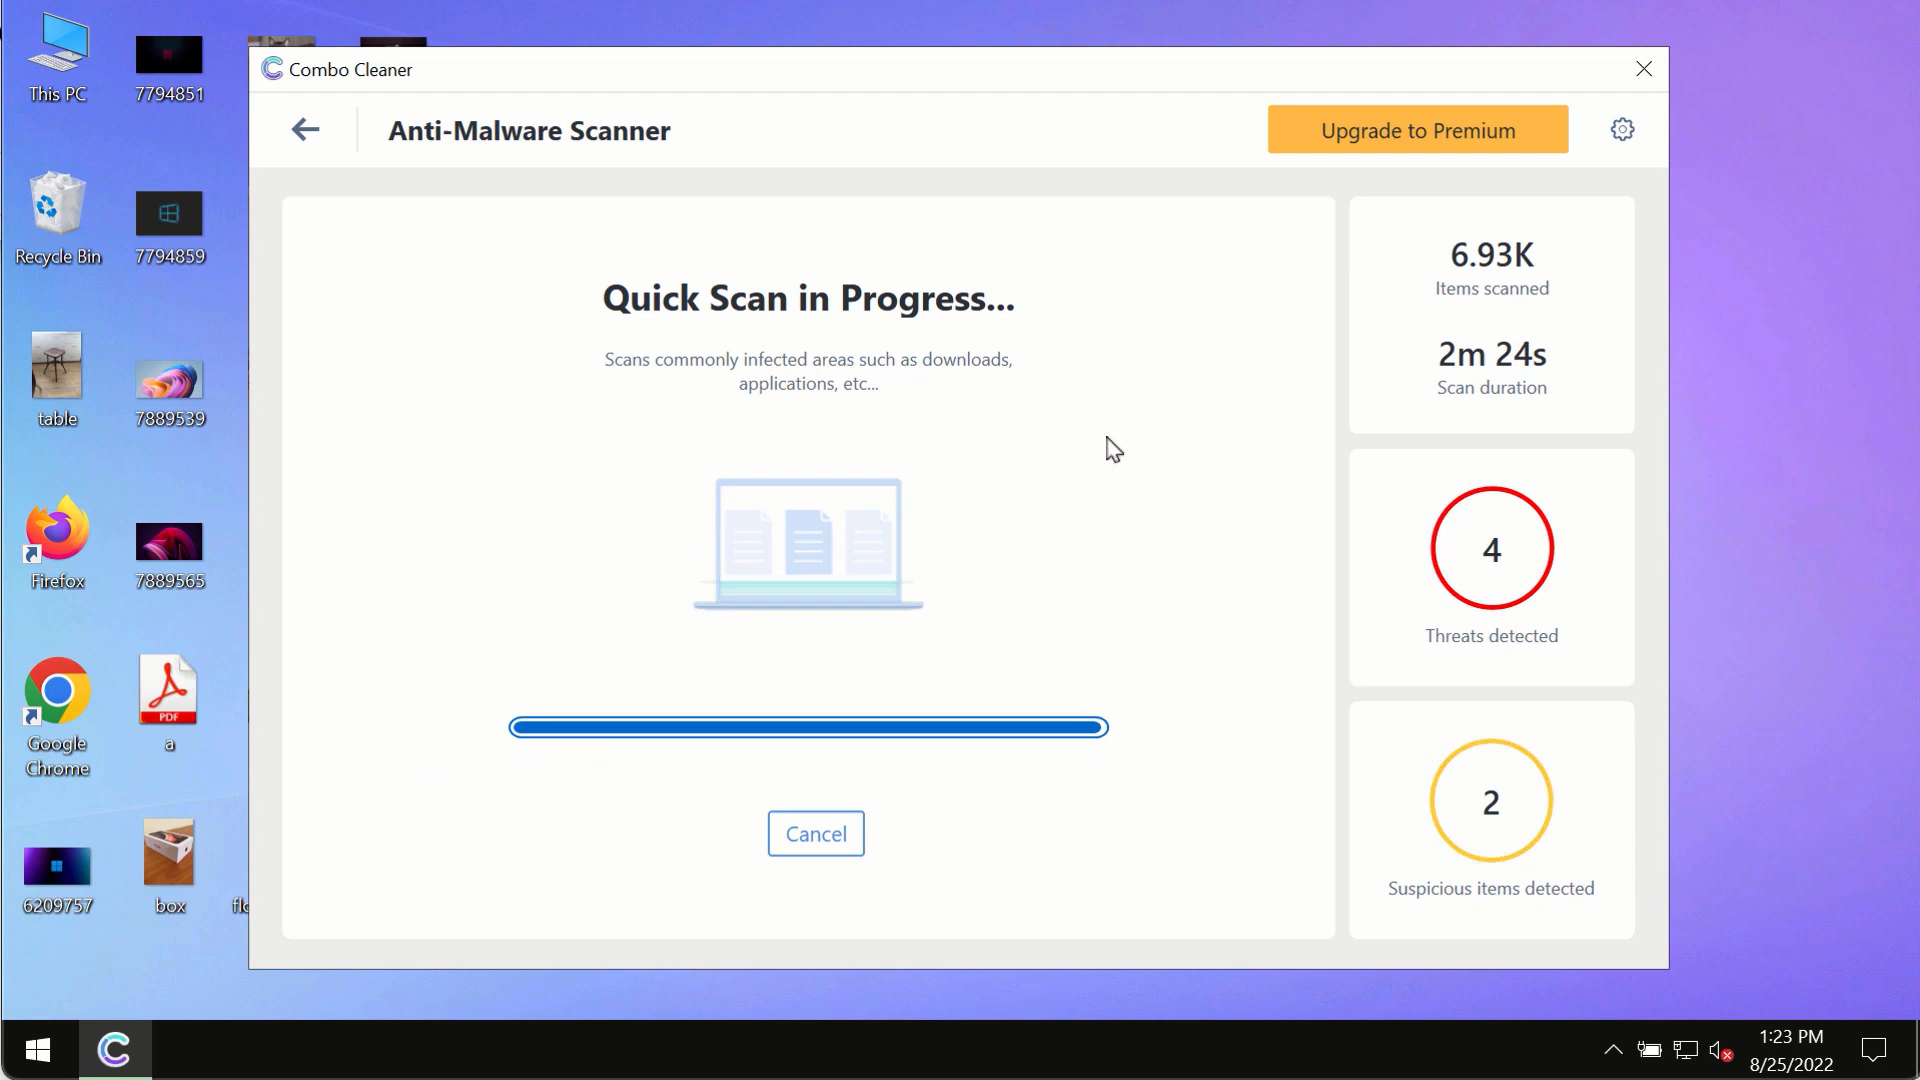 This PC
7794851
Recycle Bin
7794859
table
7889539
Firefox
7889565
Google
Chrome
PDF
a
6209757
box
Combo Cleaner
Anti-Malware Scanner
Upgrade to Premium
Quick Scan in Progress...
Scans commonly infected areas such as downloads,
applications, etc...
Cancel
6.93K
Items scanned
2m 24s
Scan duration
4
Threats detected
2
Suspicious items detected
1:23 PM
8/25/2022